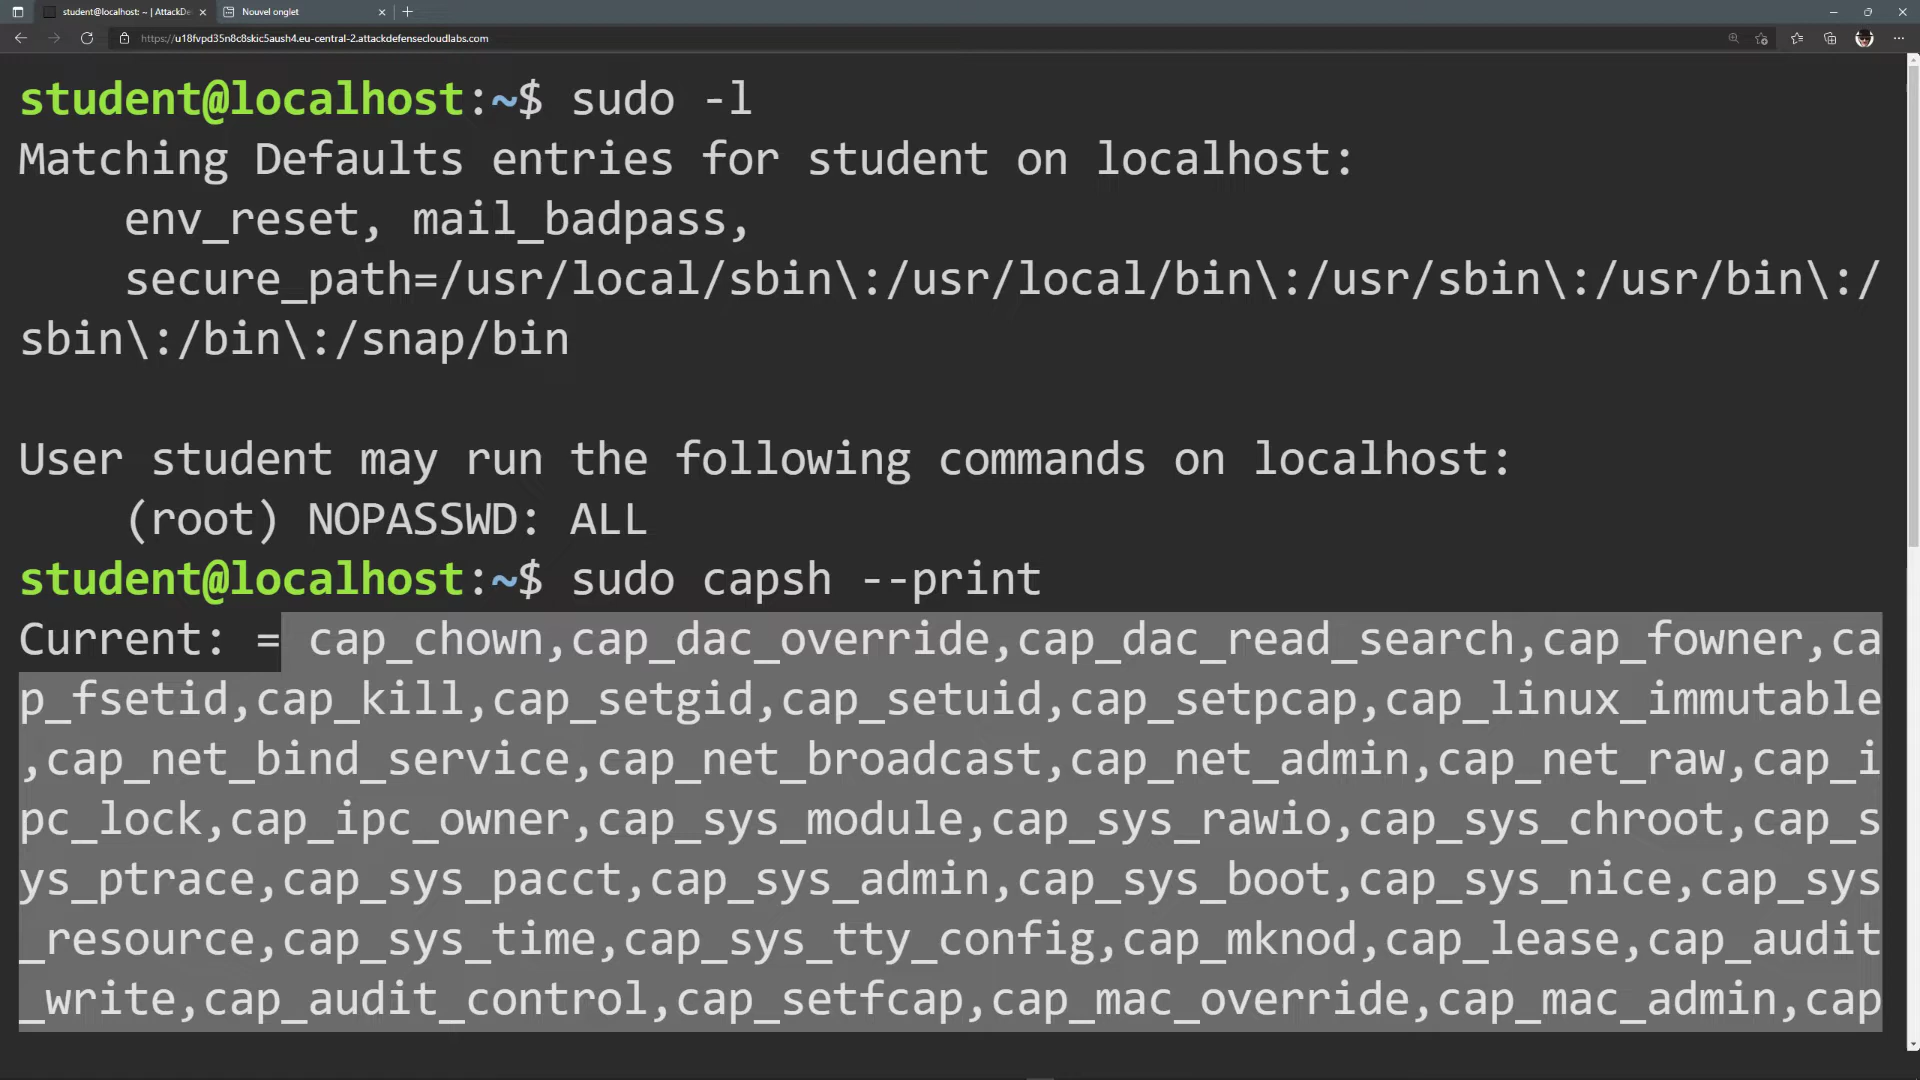 student@localhost: ~ | AttackDe
Nouvel onglet
https://u18fvpd35n8c8skic5aush4.eu-central-2.attackdefensecloudlabs.com
student@localhost:~$ sudo -l
Matching Defaults entries for student on localhost:
env_reset, mail_badpass,
secure_path=/usr/local/sbin\:/usr/local/bin\:/usr/sbin\:/usr/bin\:/
sbin\:/bin\:/snap/bin
User student may run the following commands on localhost:
(root) NOPASSWD: ALL
student@localhost:~$ sudo capsh --print
Current: = cap_chown,cap_dac_override,cap_dac_read_search,cap_fowner,ca
p_fsetid,cap_kill,cap_setgid,cap_setuid,cap_setpcap,cap_linux_immutable
,cap_net_bind_service,cap_net_broadcast,cap_net_admin,cap_net_raw,cap_i
pc_lock,cap_ipc_owner,cap_sys_module,cap_sys_rawio,cap_sys_chroot,cap_s
ys_ptrace,cap_sys_pacct,cap_sys_admin,cap_sys_boot,cap_sys_nice,cap_sys
_resource,cap_sys_time,cap_sys_tty_config,cap_mknod,cap_lease,cap_audit
_write,cap_audit_control,cap_setfcap,cap_mac_override,cap_mac_admin,cap